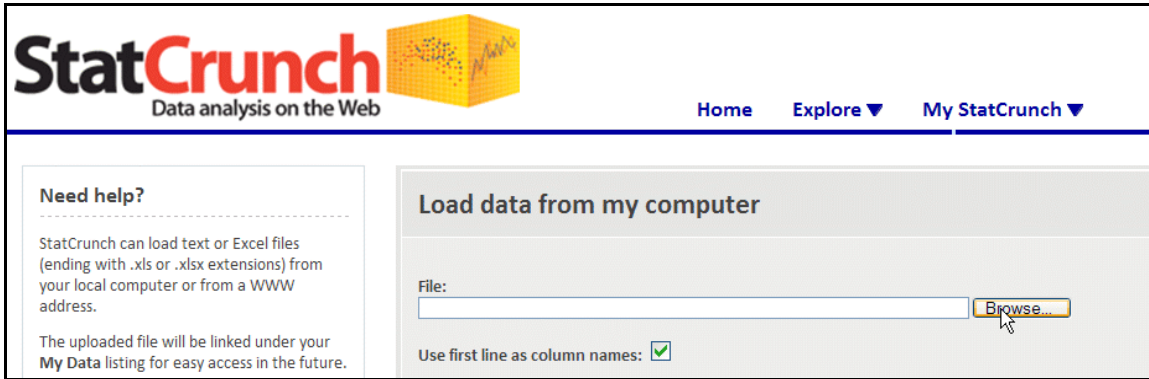 StatCrunch
Data analysis on the Web
Home Explore ▼ My StatCrunch ▼
Need help?
StatCrunch can load text or Excel files
(ending with .xls or .xlsx extensions) from
your local computer or from a WWW
address.
The uploaded file will be linked under your
My Data listing for easy access in the future.
Load data from my computer
File:
Browse...
Use first line as column names: